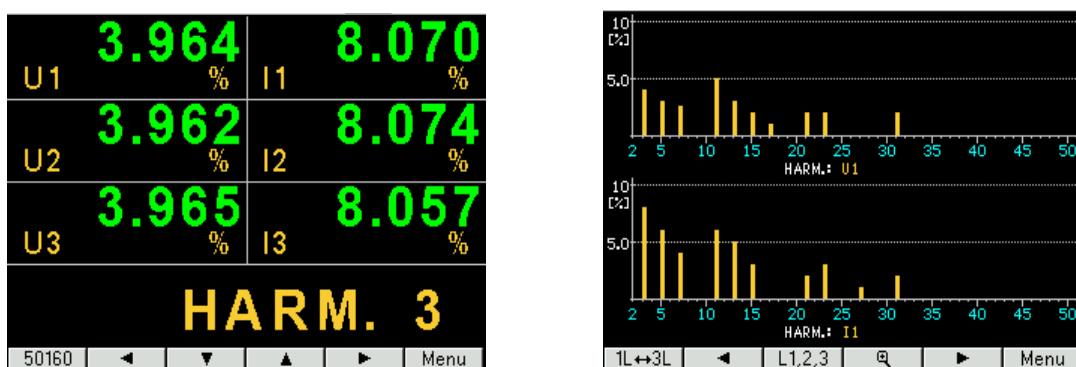 3.964 8.070
U1 % I1 %
3.962 8.074
U2 % I2 %
3.965 8.057
U3 % I3 %
HARM. 3
50160 ◄ ▼ ▲ ► Menu
10
[%]
5.0
2 5 10 15 20 25 30 35 40 45 50
HARM.: U1
10
[%]
5.0
2 5 10 15 20 25 30 35 40 45 50
HARM.: I1
1L↔3L ◄ L1,2,3 ► Menu